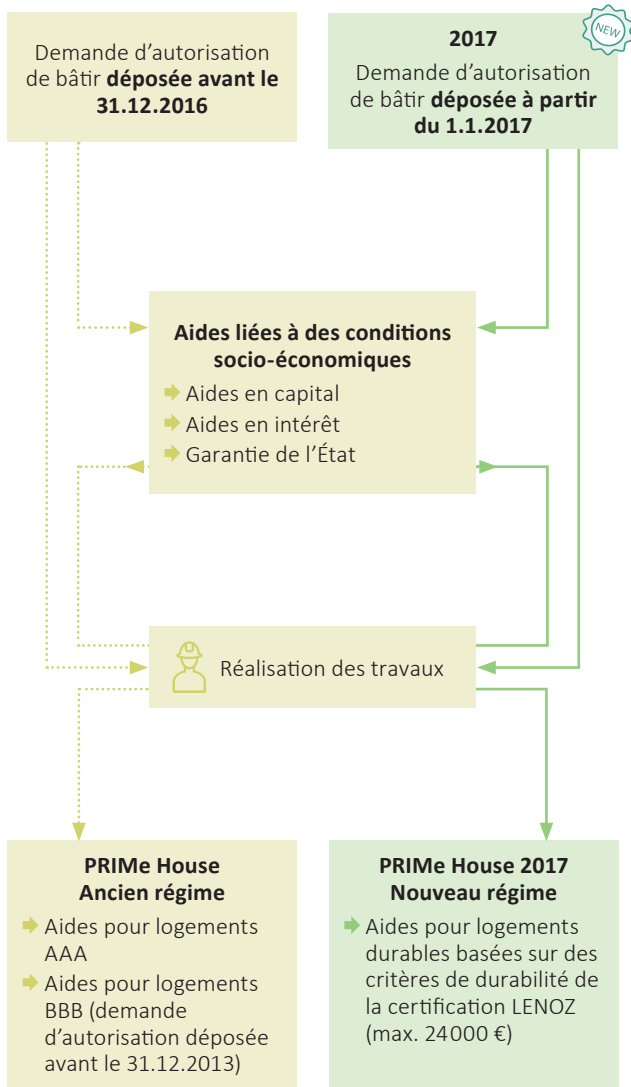 Demande d’autorisation
de bâtir déposée avant le
31.12.2016
NEW
2017
Demande d’autorisation
de bâtir déposée à partir
du 1.1.2017
Aides liées à des conditions
socio-économiques
Aides en capital
Aides en intérêt
Garantie de l’État
Réalisation des travaux
PRIMe House
Ancien régime
Aides pour logements
AAA
Aides pour logements
BBB (demande
d’autorisation déposée
avant le 31.12.2013)
PRIMe House 2017
Nouveau régime
Aides pour logements
durables basées sur des
critères de durabilité de
la certification LENOZ
(max. 24000 €)